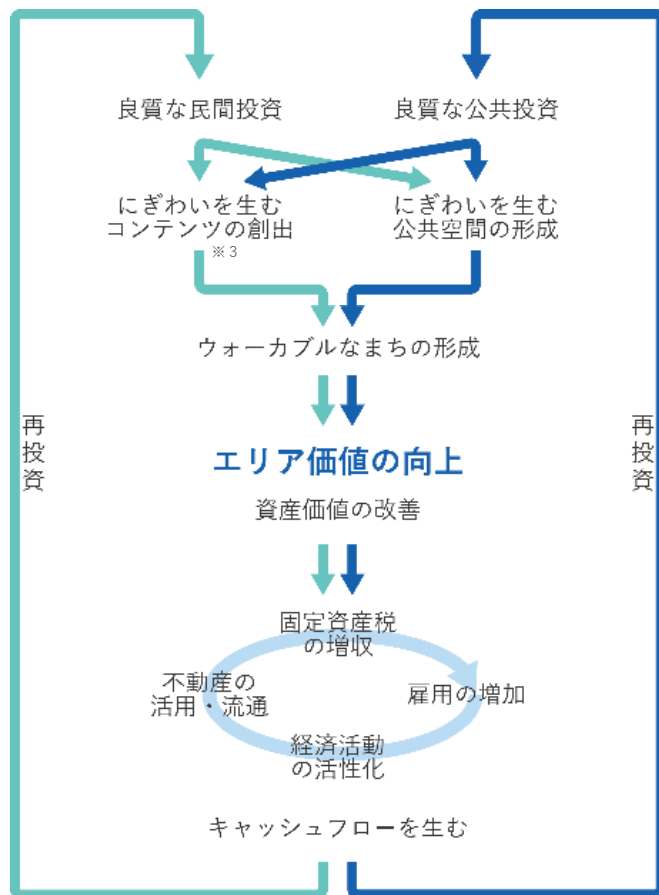 良質な民間投資
良質な公共投資
にぎわいを生む
コンテンツの創出
※3
にぎわいを生む
公共空間の形成
ウォーカブルなまちの形成
再投資
再投資
エリア価値の向上
資産価値の改善
固定資産税
の増収
不動産の
活用・流通
雇用の増加
経済活動
の活性化
キャッシュフローを生む